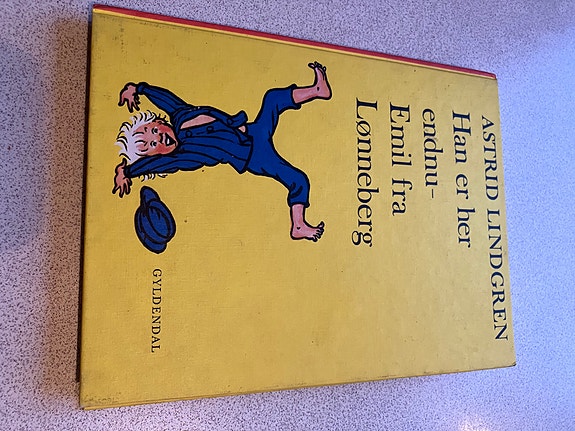 ASTRID LINDGREN
Han er her
endnu-
Emil fra
Lønneberg
GYLDENDAL